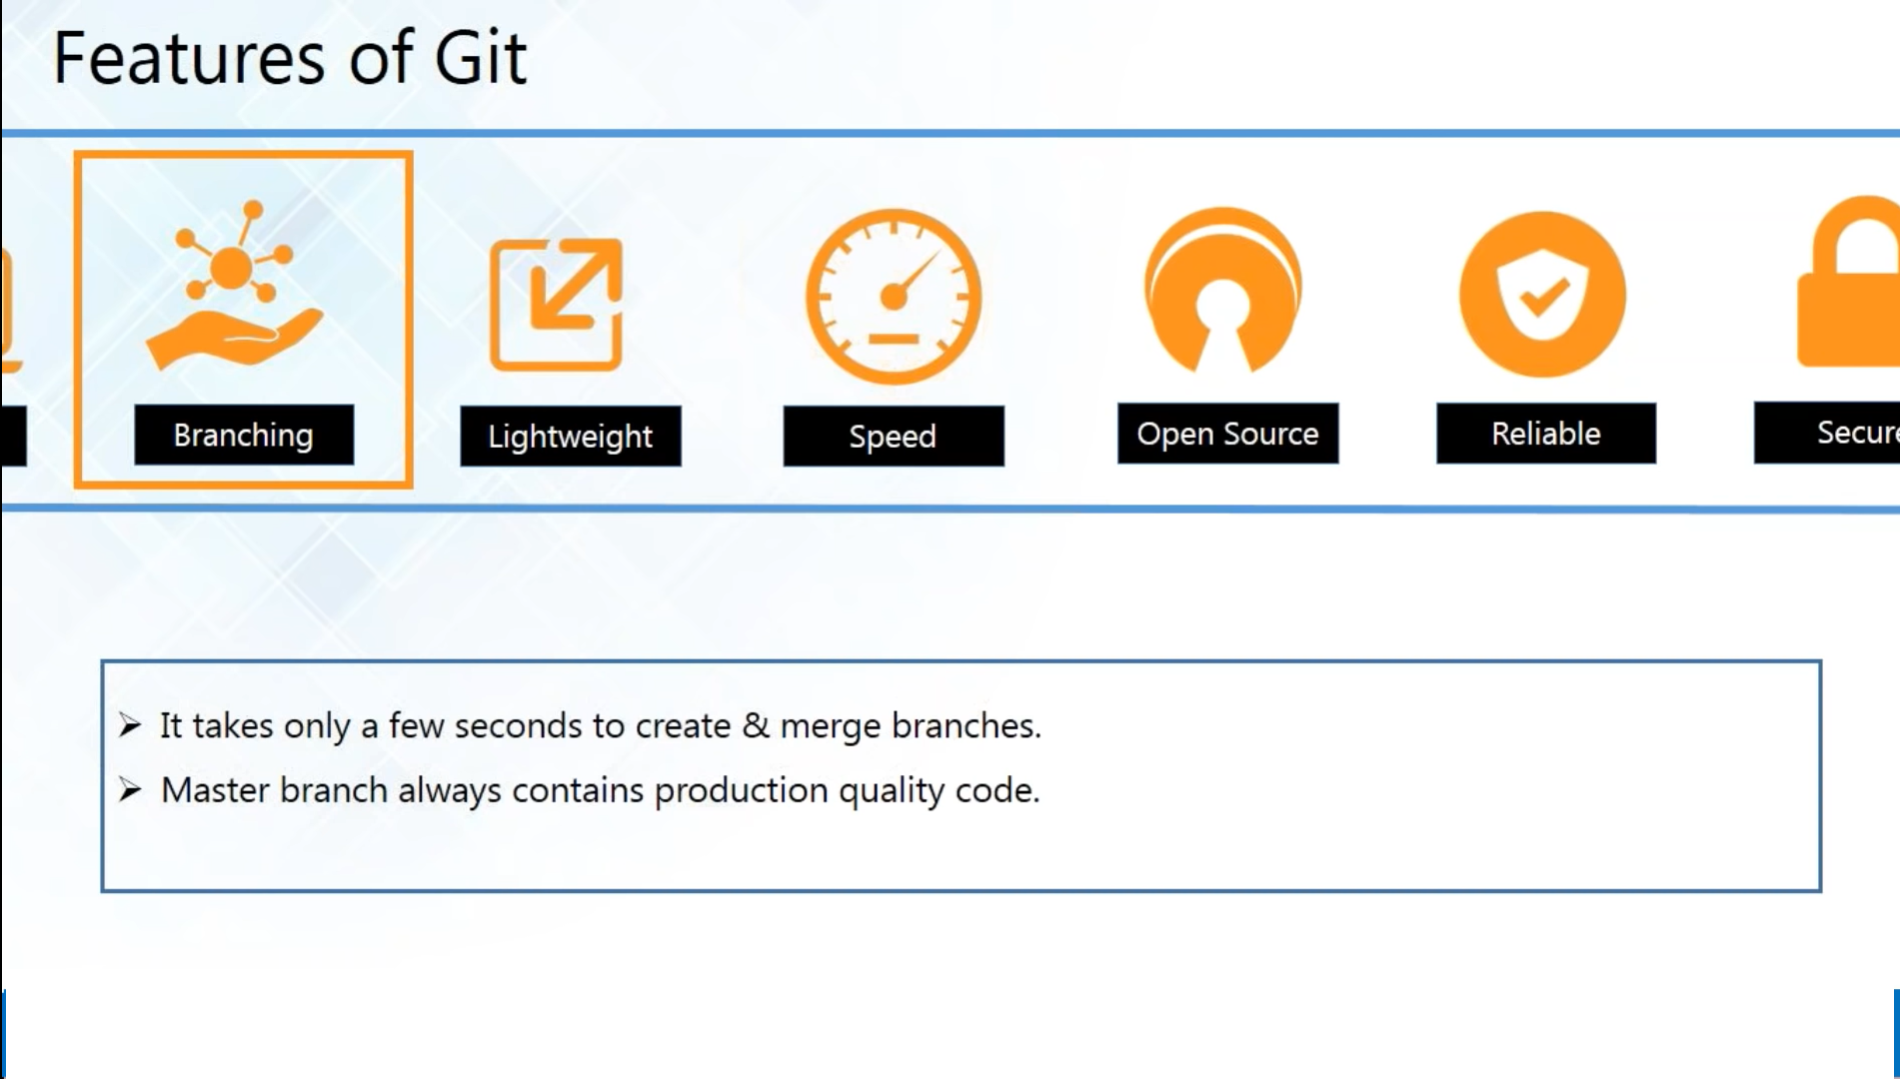 Features of Git
Branching
Lightweight
Speed
Open Source
Reliable
Secure
It takes only a few seconds to create & merge branches.
Master branch always contains production quality code.